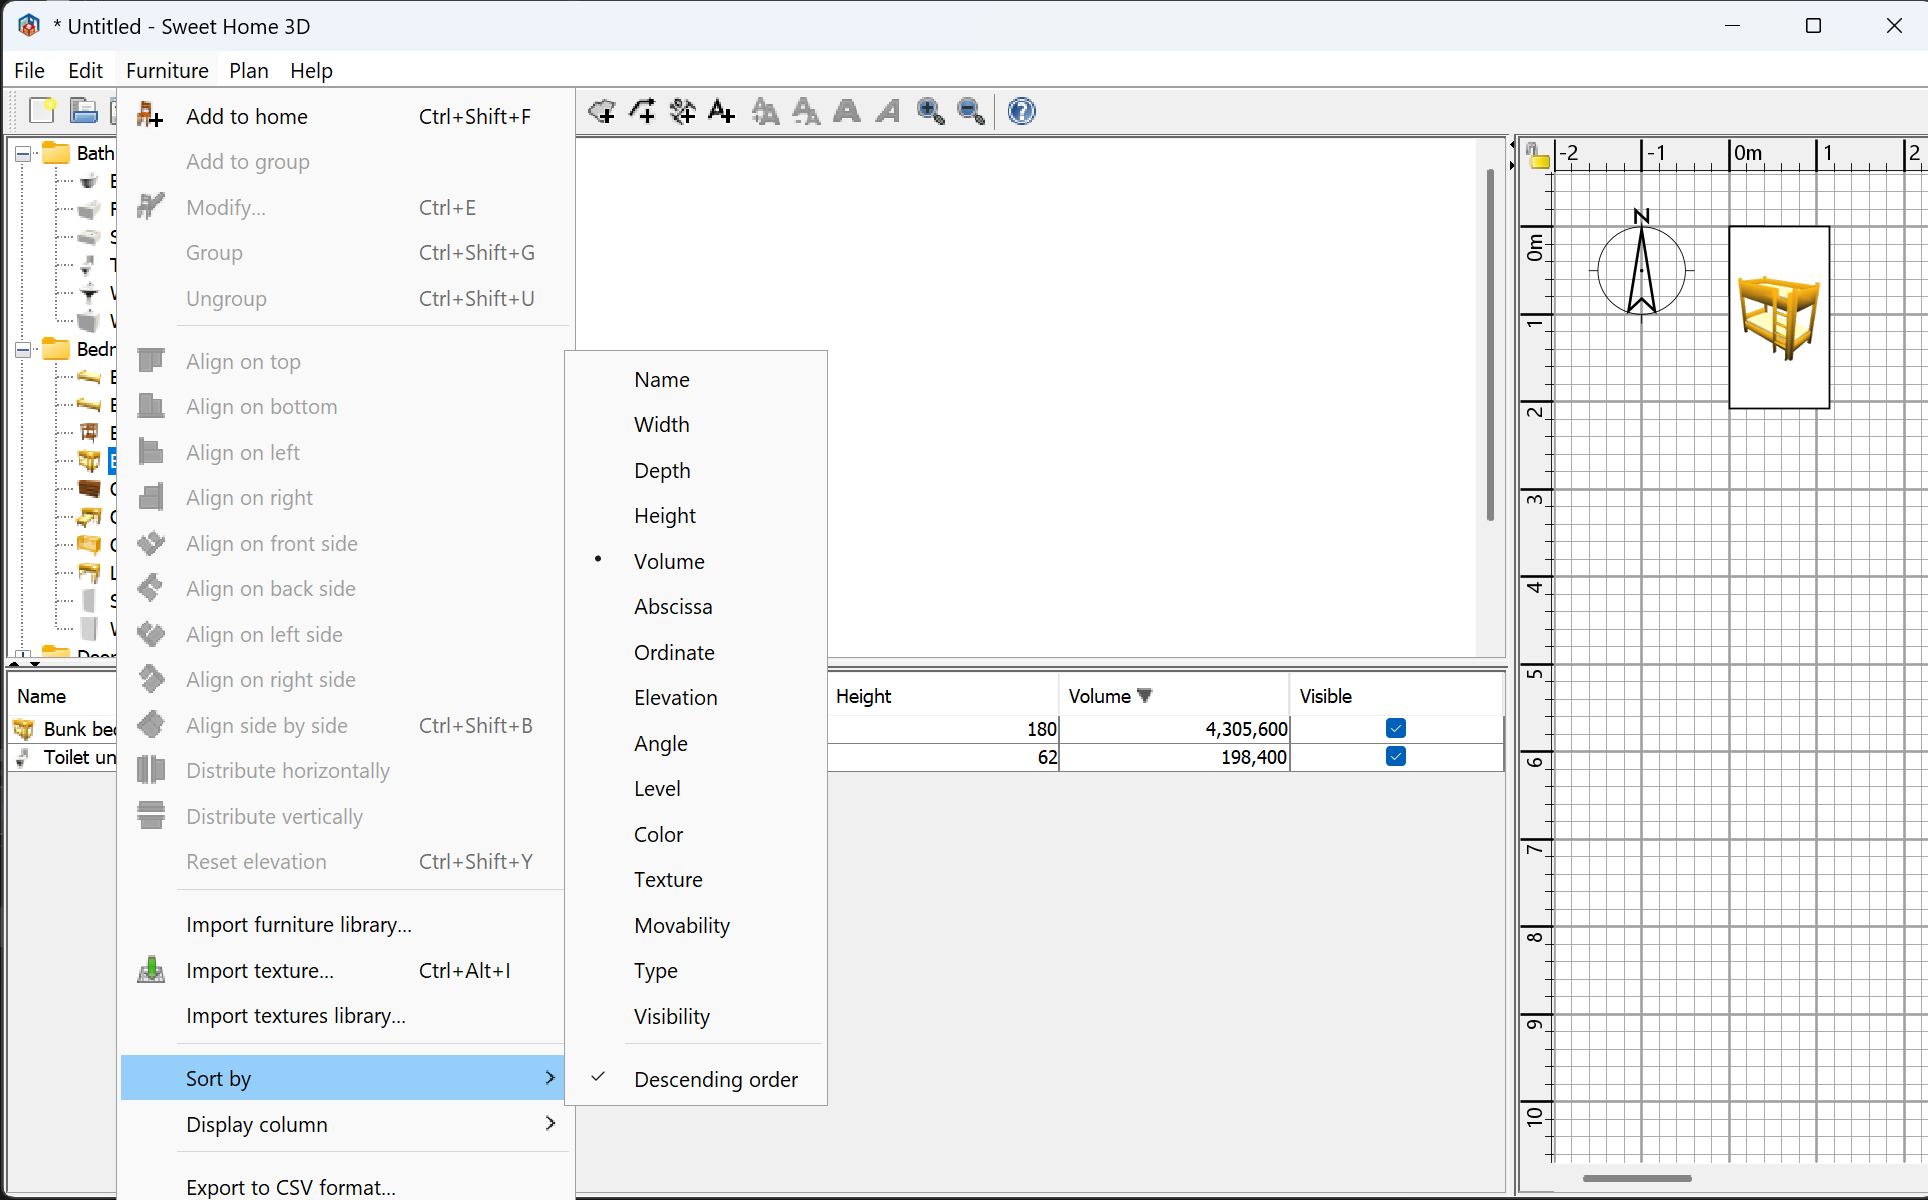 * Untitled - Sweet Home 3D
File Edit Furniture Plan Help
Add to home Ctrl+Shift+F
Add to group
Modify... Ctrl+E
Group Ctrl+Shift+G
Ungroup Ctrl+Shift+U
Align on top
Align on bottom
Align on left
Align on right
Align on front side
Align on back side
Align on left side
Align on right side
Align side by side Ctrl+Shift+B
Distribute horizontally
Distribute vertically
Reset elevation Ctrl+Shift+Y
Import furniture library...
Import texture... Ctrl+Alt+I
Import textures library...
Sort by
Display column
Export to CSV format...
Name
Width
Depth
Height
Volume
Abscissa
Ordinate
Elevation
Angle
Level
Color
Texture
Movability
Type
Visibility
Descending order
Bath
Bedr
Name Height Volume Visible
Bunk bed 180 4,305,600
Toilet un 62 198,400
-2 -1 0m 1 2
N
0m
1
2
3
4
5
6
7
8
9
10